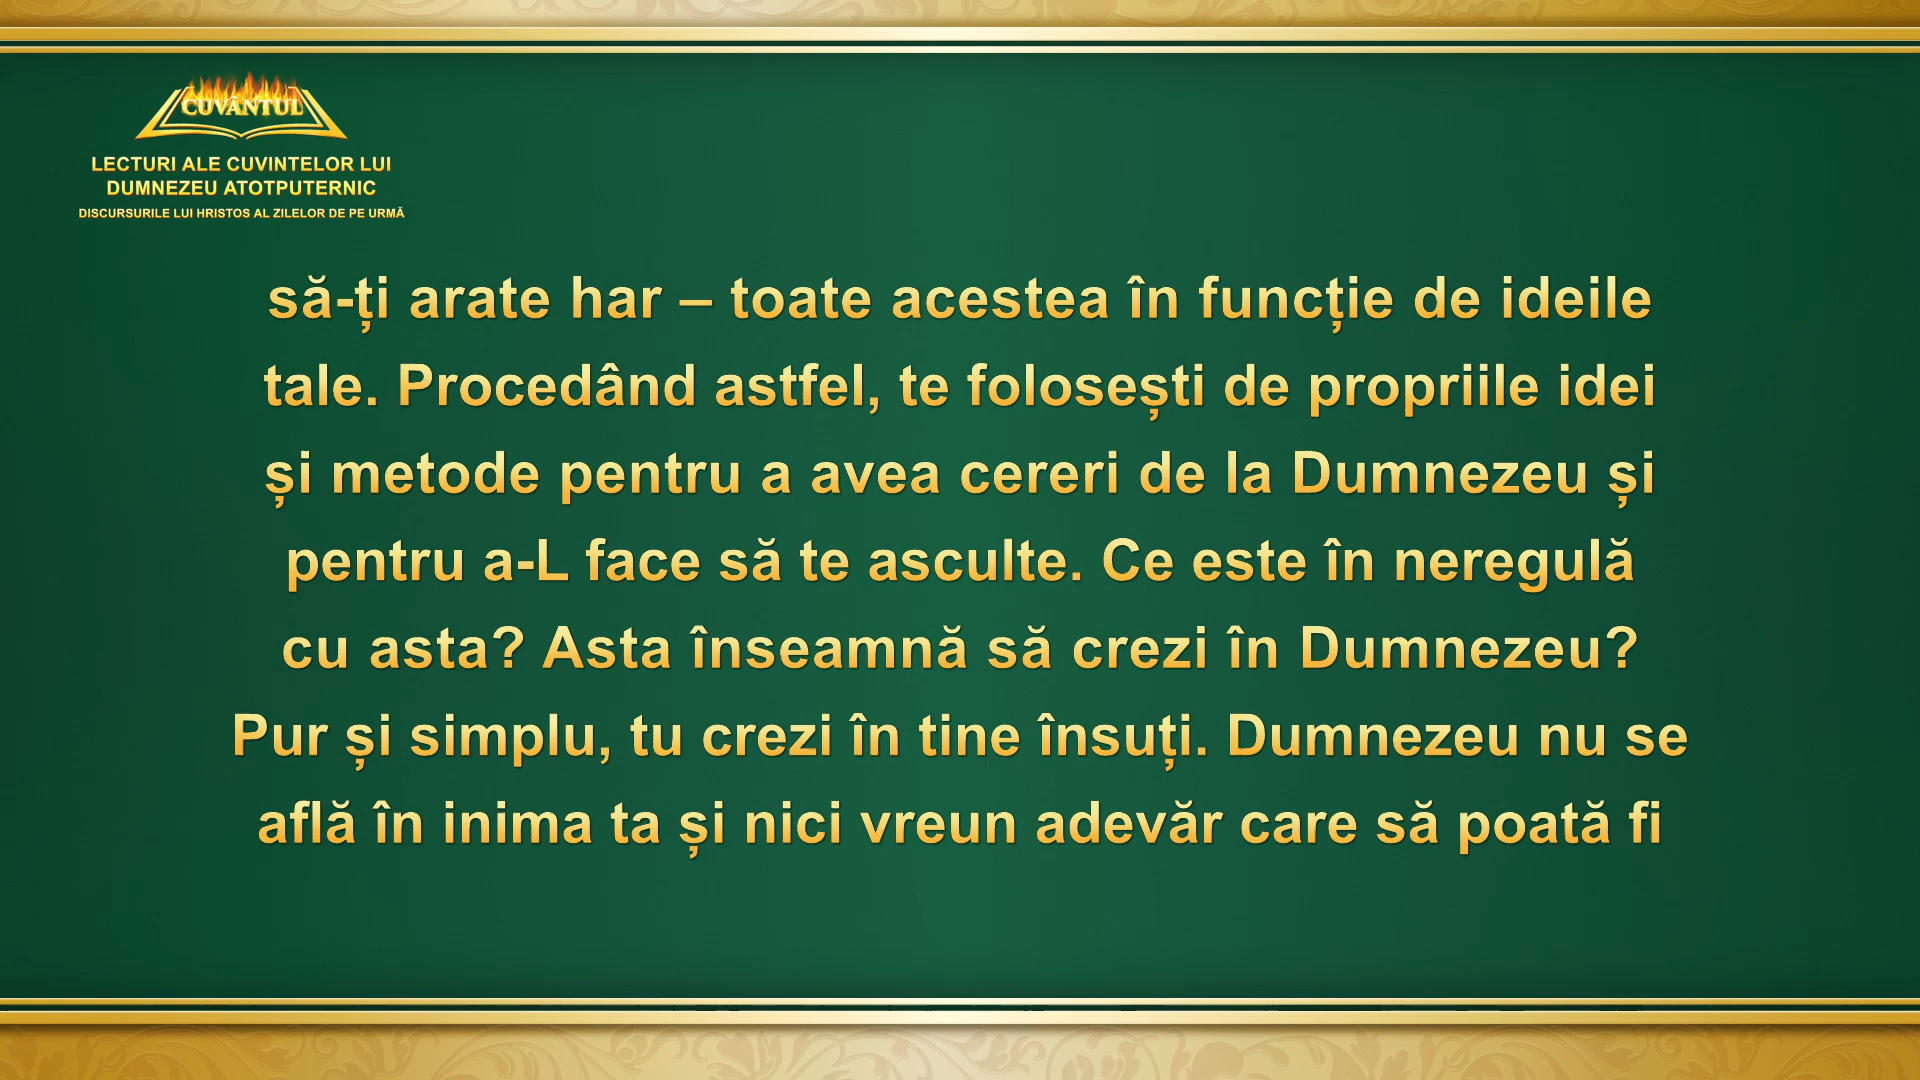 CUVÂNTUL
LECTURI ALE CUVINTELOR LUI
DUMNEZEU ATOTPUTERNIC
DISCURSURILE LUI HRISTOS AL ZILELOR DE PE URMĂ
să-ți arate har – toate acestea în funcție de ideile
tale. Procedând astfel, te folosești de propriile idei
și metode pentru a avea cereri de la Dumnezeu și
pentru a-L face să te asculte. Ce este în neregulă
cu asta? Asta înseamnă să crezi în Dumnezeu?
Pur și simplu, tu crezi în tine însuți. Dumnezeu nu se
află în inima ta și nici vreun adevăr care să poată fi